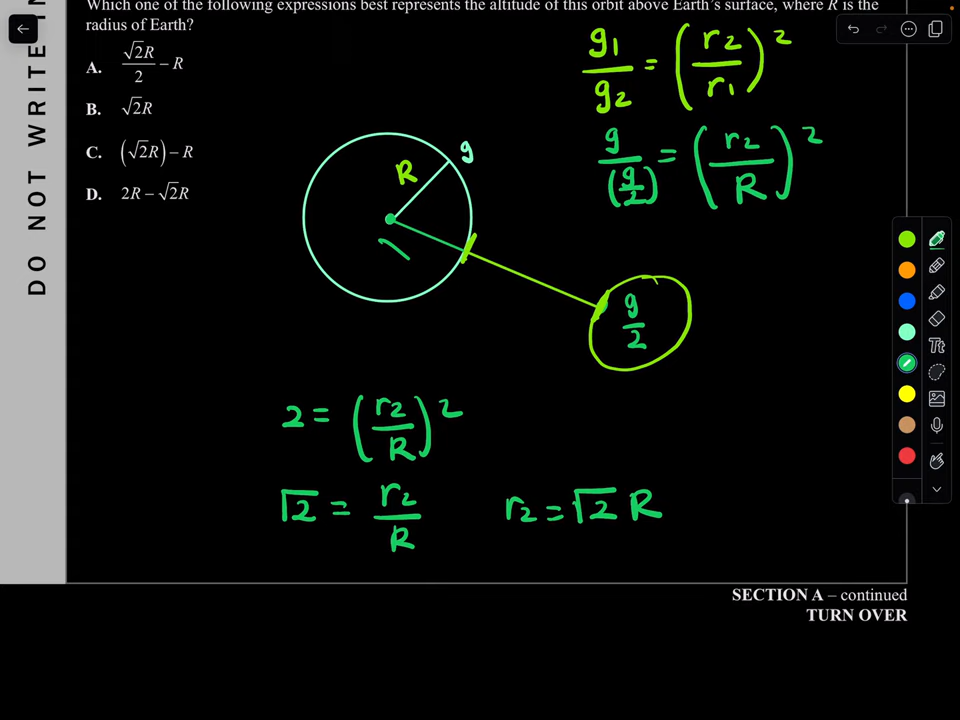 Which one of the following expressions best represents the altitude of this orbit above Earth's surface, where R is the
radius of Earth?
A. √2R/2 – R
B. √2R
C. (√2R) – R
D. 2R – √2R
DO NOT WRITE IN
g1/g2 = (r2/r1)²
g/(g/2) = (r2/R)²
g
R
g/2
2 = (r2/R)²
√2 = r2/R
r2 = √2 R
Tt
SECTION A – continued
TURN OVER